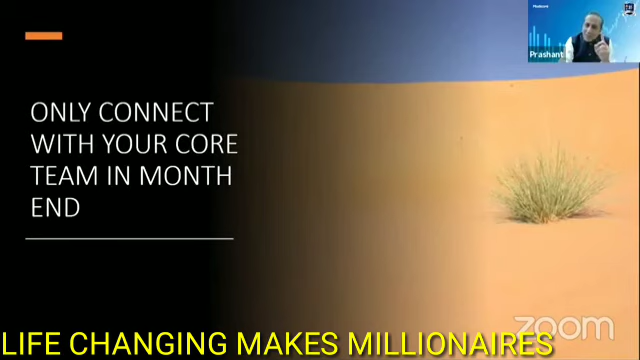 Prashant
ONLY CONNECT
WITH YOUR CORE
TEAM IN MONTH
END
zoom
LIFE CHANGING MAKES MILLIONAIRES